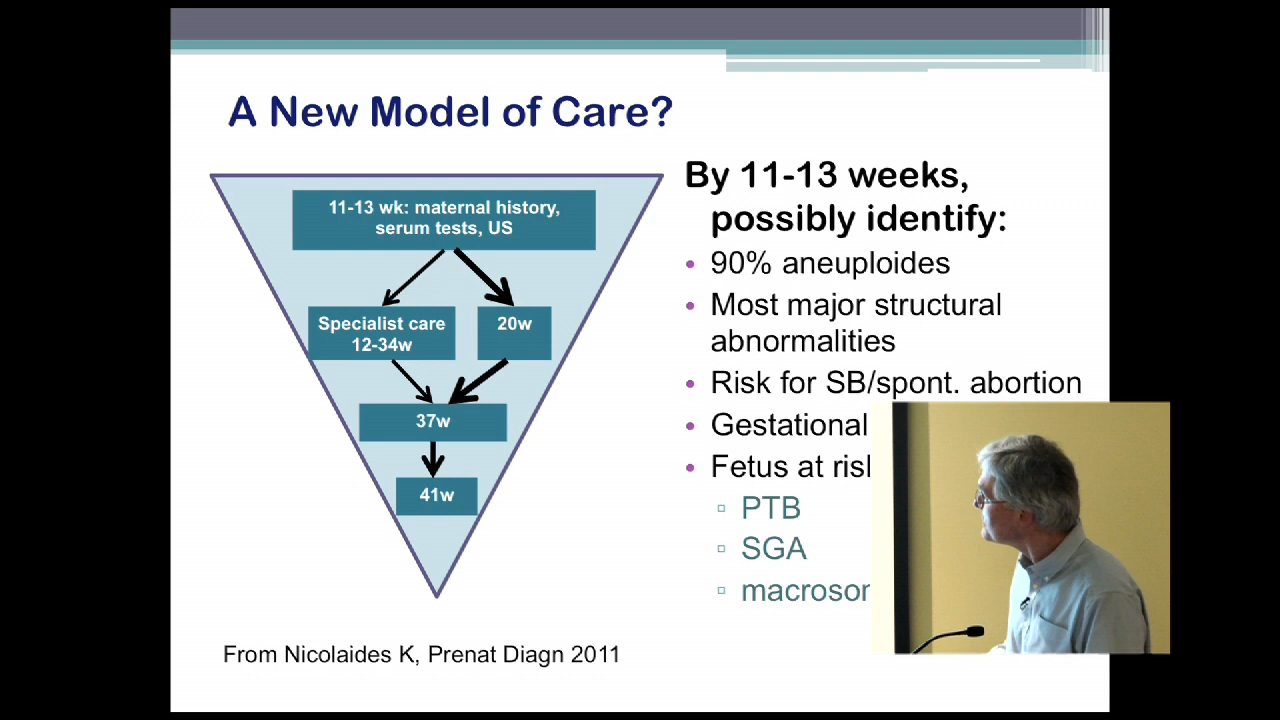 A New Model of Care?
11-13 wk: maternal history,
serum tests, US
Specialist care
12-34w
20w
37w
41w
By 11-13 weeks,
possibly identify:
• 90% aneuploides
• Most major structural
abnormalities
• Risk for SB/spont. abortion
• Gestational
• Fetus at
▫ PTB
▫ SGA
From Nicolaides K, Prenat Diagn 2011